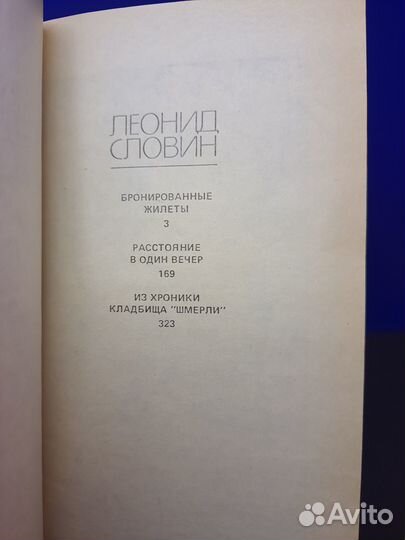 ЛЕОНИД
СЛОВИН
БРОНИРОВАННЫЕ
ЖИЛЕТЫ
3
РАССТОЯНИЕ
В ОДИН ВЕЧЕР
169
ИЗ ХРОНИКИ
КЛАДБИЩА "ШМЕРЛИ"
323
Avito